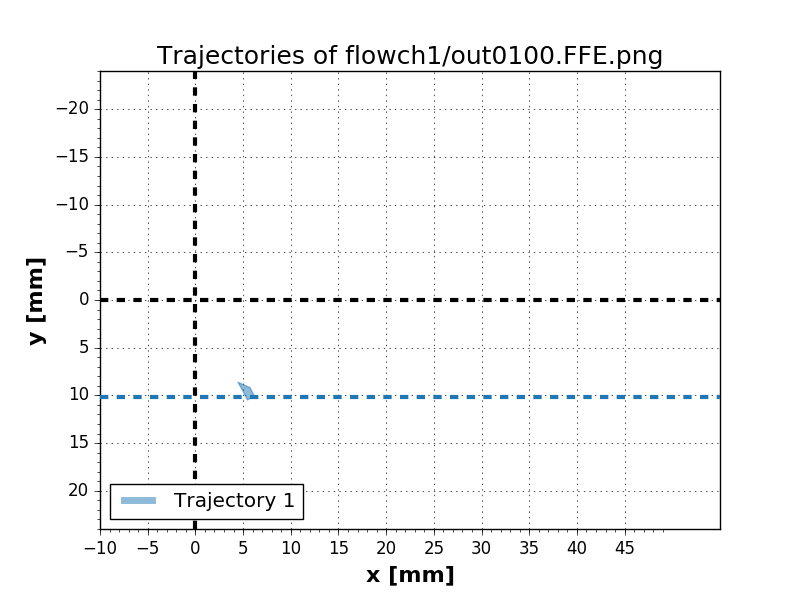 Trajectories of flowch1/out0100.FFE.png
y [mm]
−20
−15
−10
−5
0
5
10
15
20
Trajectory 1
−10 −5 0 5 10 15 20 25 30 35 40 45
x [mm]